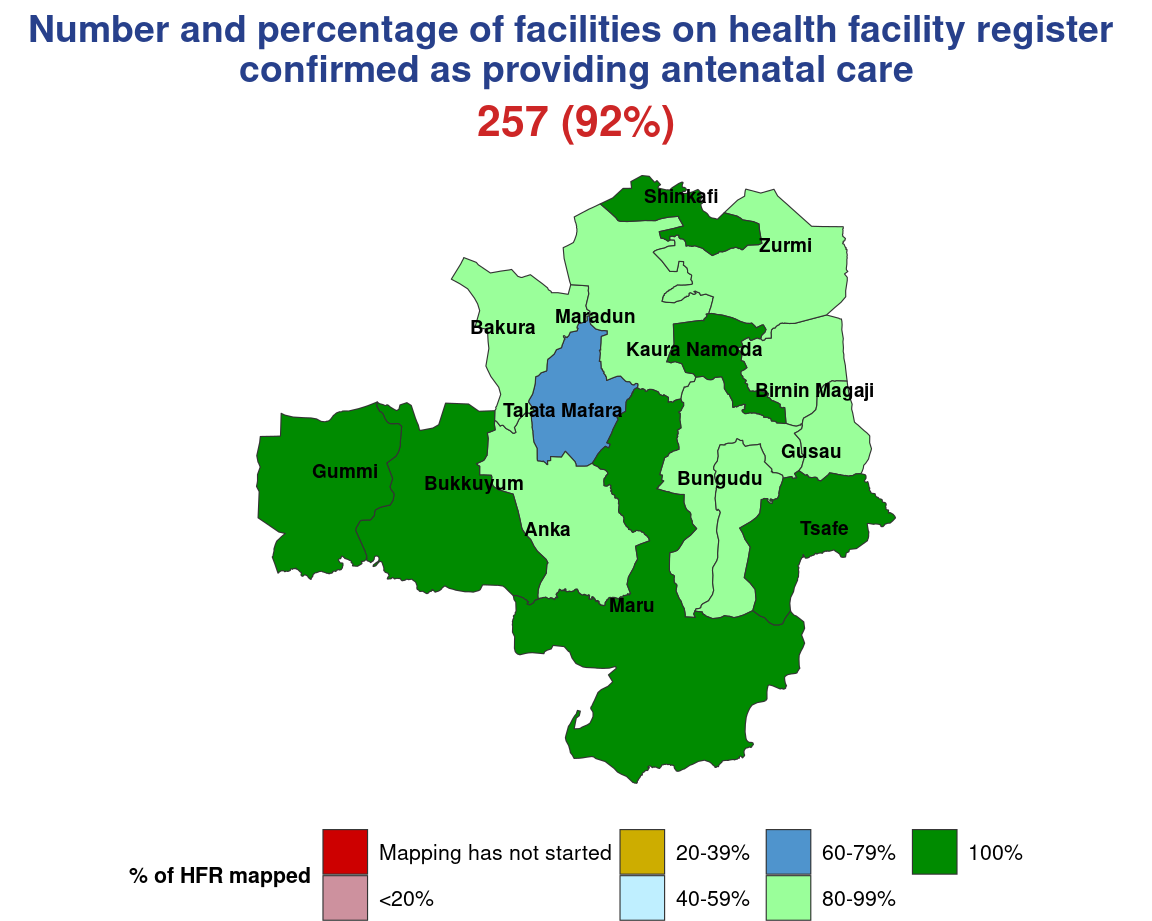 Number and percentage of facilities on health facility register
confirmed as providing antenatal care
257 (92%)
Shinkafi
Zurmi
Maradun
Bakura
Kaura Namoda
Birnin Magaji
Talata Mafara
Gusau
Gummi
Bungudu
Bukkuyum
Anka
Tsafe
Maru
% of HFR mapped
Mapping has not started
<20%
20-39%
40-59%
60-79%
80-99%
100%